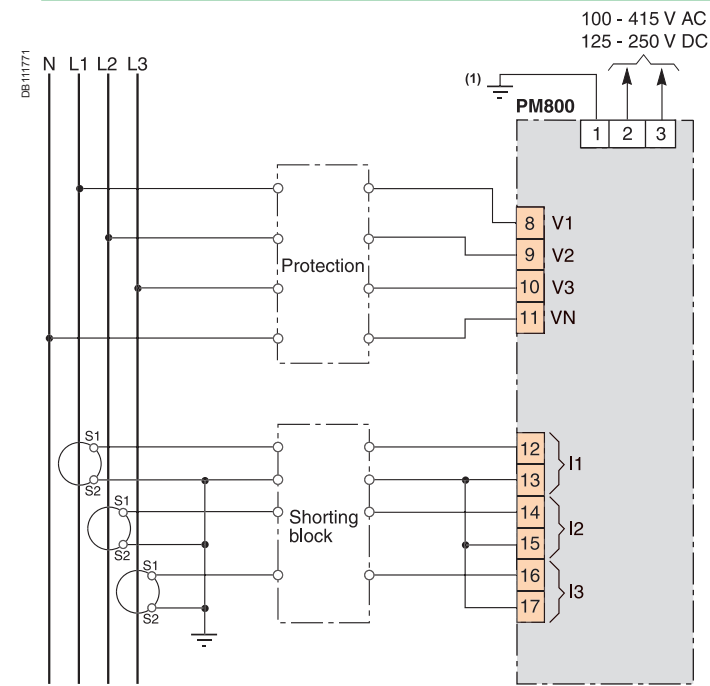 100 - 415 V AC
125 - 250 V DC
DB111771
N L1 L2 L3
(1)
PM800
1 2 3
8 V1
9 V2
Protection
10 V3
11 VN
S1
12
I1
S2
13
S1
14
Shorting
block
I2
S2
15
S1
16
I3
S2
17